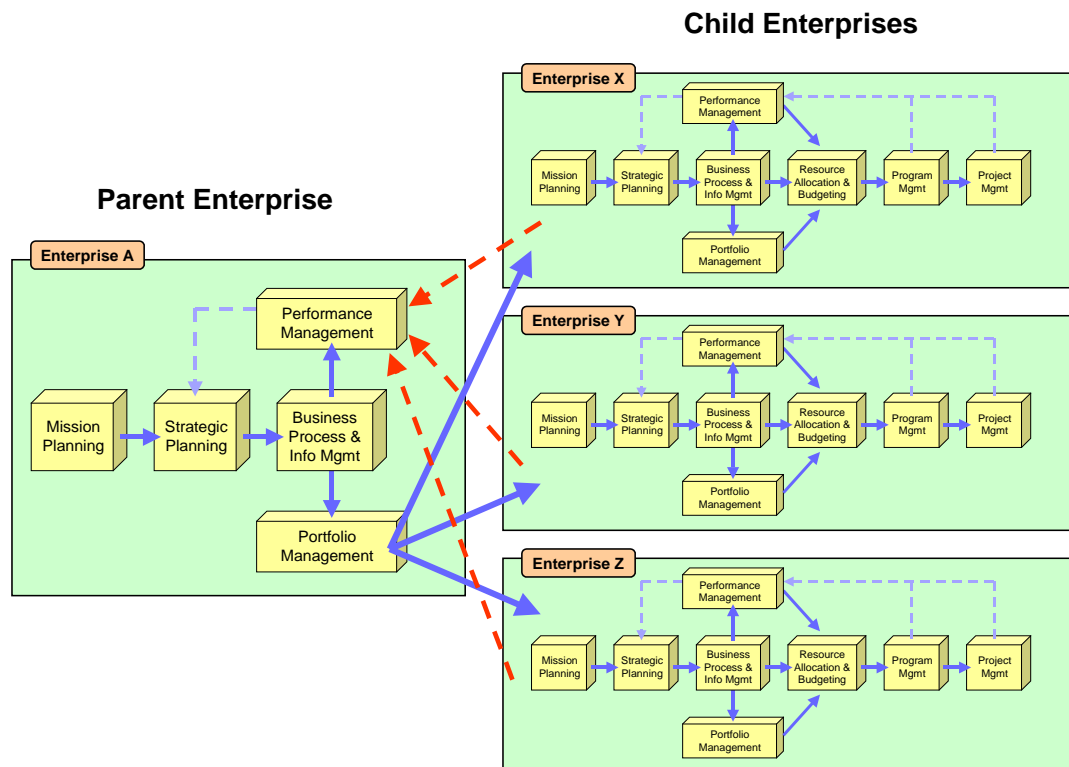 Child Enterprises
Parent Enterprise
Enterprise A
Performance
Management
Mission
Planning
Strategic
Planning
Business
Process &
Info Mgmt
Portfolio
Management
Enterprise X
Performance
Management
Mission
Planning
Strategic
Planning
Business
Process &
Info Mgmt
Resource
Allocation &
Budgeting
Program
Mgmt
Project
Mgmt
Portfolio
Management
Enterprise Y
Performance
Management
Mission
Planning
Strategic
Planning
Business
Process &
Info Mgmt
Resource
Allocation &
Budgeting
Program
Mgmt
Project
Mgmt
Portfolio
Management
Enterprise Z
Performance
Management
Mission
Planning
Strategic
Planning
Business
Process &
Info Mgmt
Resource
Allocation &
Budgeting
Program
Mgmt
Project
Mgmt
Portfolio
Management